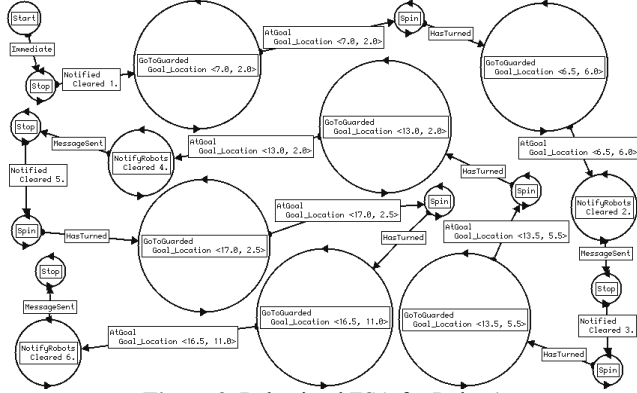 Start
Immediate
Stop
Notified
Cleared 1.
GoToGuarded
Goal_Location <7.0, 2.0>
AtGoal
Goal_Location <7.0, 2.0>
Spin
HasTurned
GoToGuarded
Goal_Location <6.5, 6.0>
AtGoal
Goal_Location <6.5, 6.0>
NotifyRobots
Cleared 2.
MessageSent
Stop
Notified
Cleared 3.
Spin
HasTurned
GoToGuarded
Goal_Location <13.5, 5.5>
AtGoal
Goal_Location <13.5, 5.5>
Spin
HasTurned
GoToGuarded
Goal_Location <13.0, 2.0>
AtGoal
Goal_Location <13.0, 2.0>
NotifyRobots
Cleared 4.
MessageSent
Stop
Notified
Cleared 5.
Spin
HasTurned
GoToGuarded
Goal_Location <17.0, 2.5>
AtGoal
Goal_Location <17.0, 2.5>
Spin
HasTurned
GoToGuarded
Goal_Location <16.5, 11.0>
AtGoal
Goal_Location <16.5, 11.0>
NotifyRobots
Cleared 6.
MessageSent
Stop